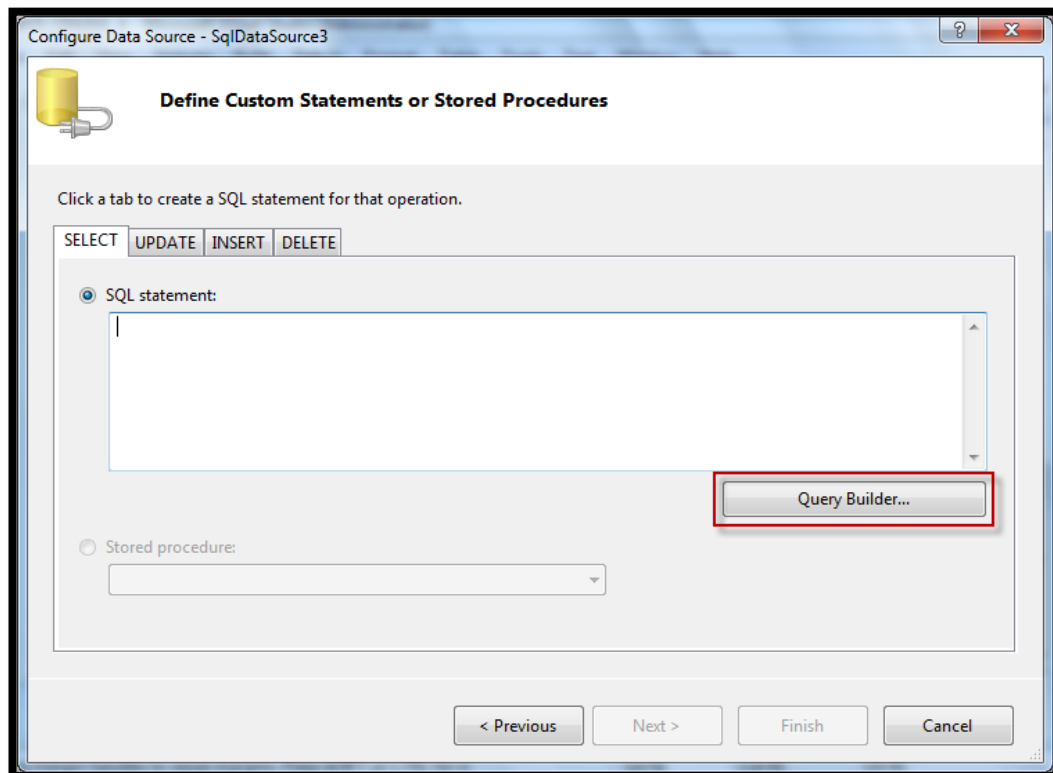 Configure Data Source - SqlDataSource3
?
Define Custom Statements or Stored Procedures
Click a tab to create a SQL statement for that operation.
SELECT UPDATE INSERT DELETE
SQL statement:
Query Builder...
Stored procedure:
< Previous Next > Finish Cancel